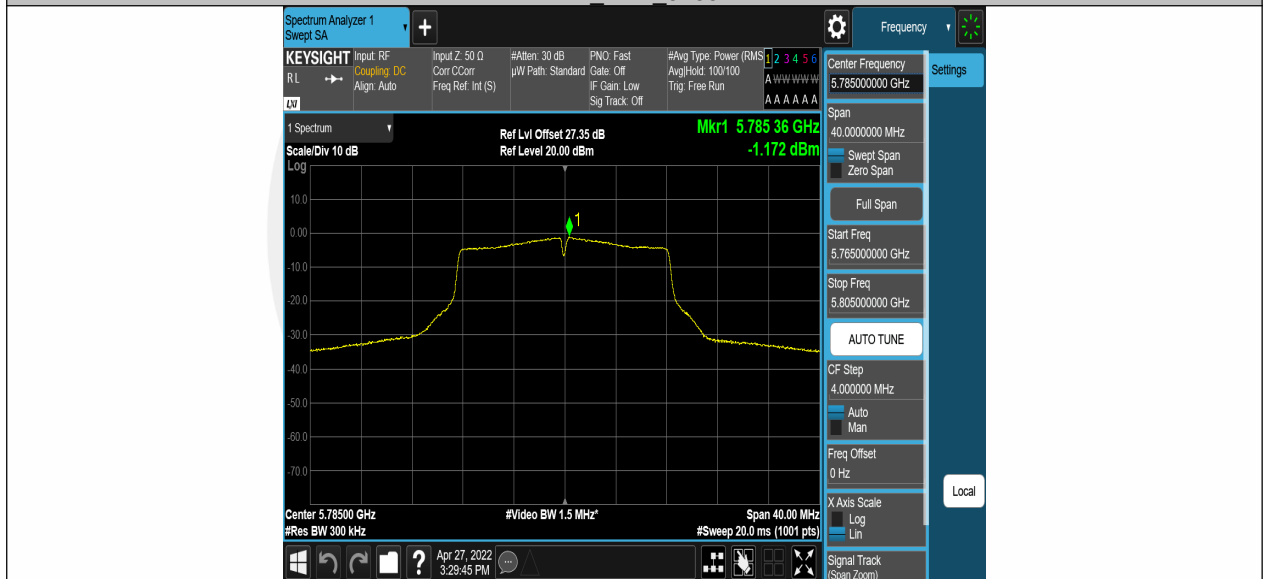 Spectrum Analyzer 1
Swept SA
+
Frequency
KEYSIGHT
RL
LXI
Input: RF
Coupling: DC
Align: Auto
Input Z: 50 Ω
Corr CCorr
Freq Ref: Int (S)
#Atten: 30 dB
µW Path: Standard
PNO: Fast
Gate: Off
IF Gain: Low
Sig Track: Off
#Avg Type: Power (RMS
Avg|Hold: 100/100
Trig: Free Run
1 2 3 4 5 6
A W W W W W
A A A A A A
1 Spectrum
Scale/Div 10 dB
Log
Ref Lvl Offset 27.35 dB
Ref Level 20.00 dBm
Mkr1 5.785 36 GHz
-1.172 dBm
1
10.0
0.00
-10.0
-20.0
-30.0
-40.0
-50.0
-60.0
-70.0
Center 5.78500 GHz
#Video BW 1.5 MHz*
Span 40.00 MHz
#Res BW 300 kHz
#Sweep 20.0 ms (1001 pts)
?
Apr 27, 2022
3:29:45 PM
Center Frequency
5.785000000 GHz
Settings
Span
40.0000000 MHz
Swept Span
Zero Span
Full Span
Start Freq
5.765000000 GHz
Stop Freq
5.805000000 GHz
AUTO TUNE
CF Step
4.000000 MHz
Auto
Man
Freq Offset
0 Hz
Local
X Axis Scale
Log
Lin
Signal Track
(Span Zoom)